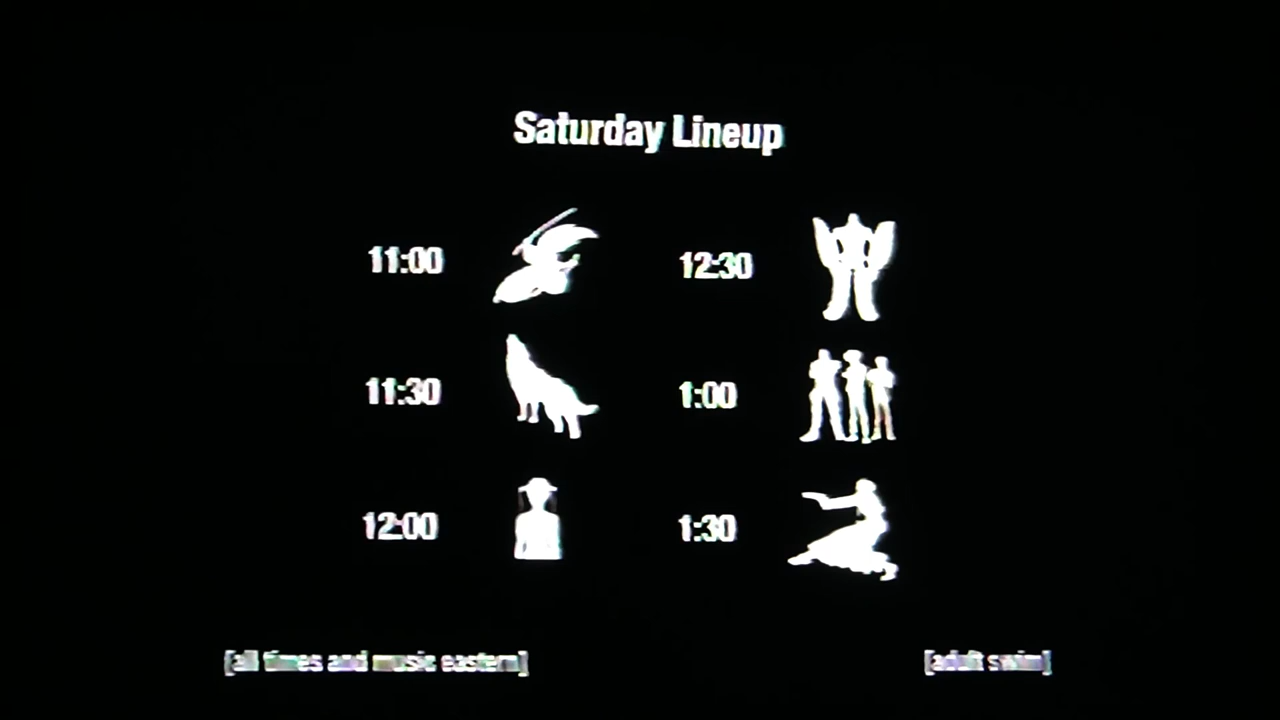 Saturday Lineup
11:00
12:30
11:30
1:00
12:00
1:30
[all times and music eastern]
[adult swim]